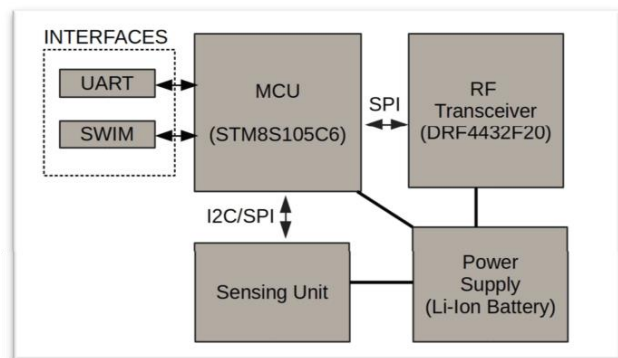 INTERFACES
UART
SWIM
MCU
(STM8S105C6)
SPI
RF
Transceiver
(DRF4432F20)
I2C/SPI
Sensing Unit
Power
Supply
(Li-Ion Battery)